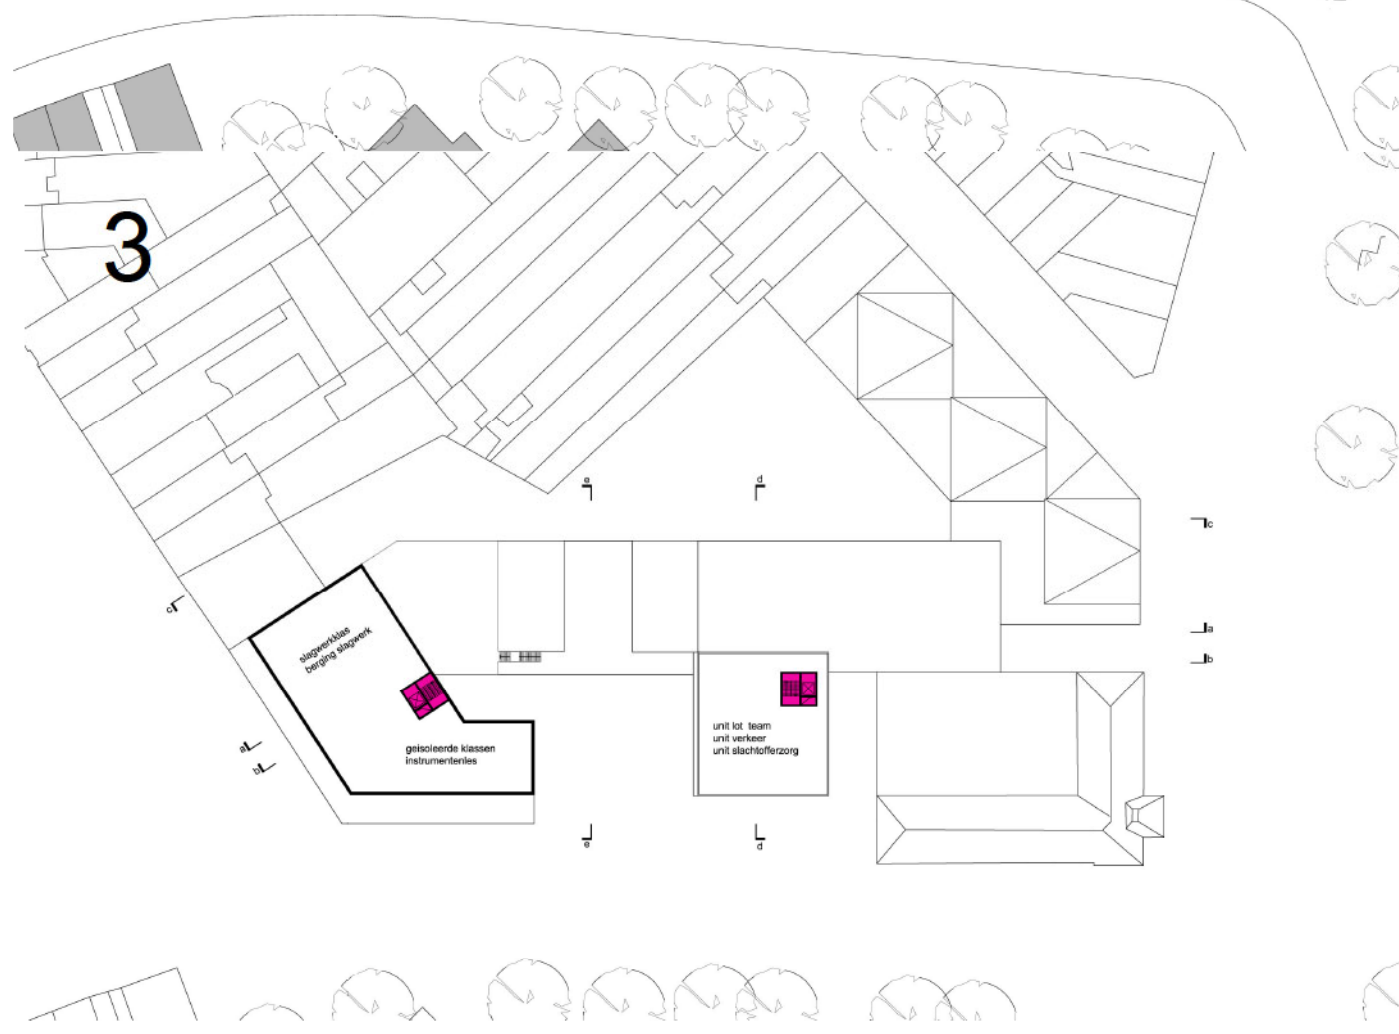 3
e
d
c
c
slagwerkklas
berging slagwerk
a
b
unit lot team
unit verkeer
unit slachtofferzorg
geisoleerde klassen
instrumentenles
a
b
e
d